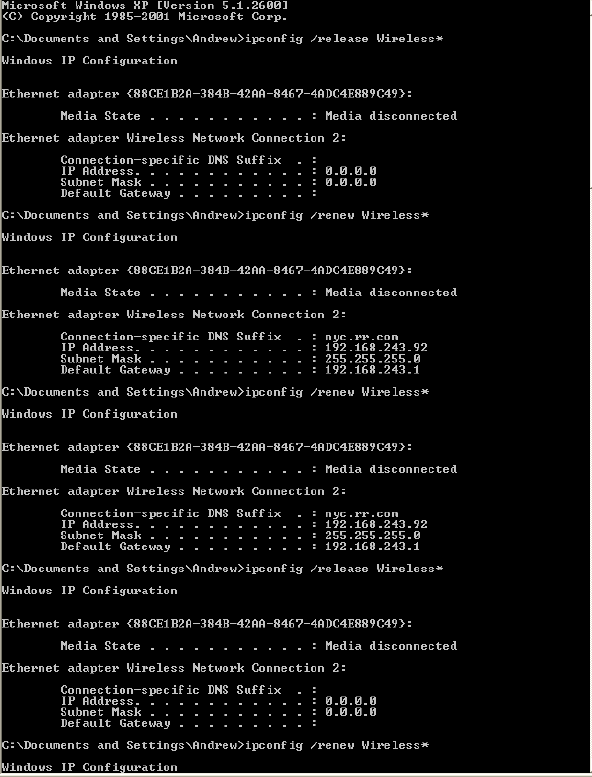 Microsoft Windows XP [Version 5.1.2600]
(C) Copyright 1985-2001 Microsoft Corp.
C:\Documents and Settings\Andrew>ipconfig /release Wireless*
Windows IP Configuration
Ethernet adapter {88CE1B2A-384B-42AA-8467-4ADC4E889C49}:
Media State . . . . . . . . . . . : Media disconnected
Ethernet adapter Wireless Network Connection 2:
Connection-specific DNS Suffix . :
IP Address. . . . . . . . . . . . : 0.0.0.0
Subnet Mask . . . . . . . . . . . : 0.0.0.0
Default Gateway . . . . . . . . . :
C:\Documents and Settings\Andrew>ipconfig /renew Wireless*
Windows IP Configuration
Ethernet adapter {88CE1B2A-384B-42AA-8467-4ADC4E889C49}:
Media State . . . . . . . . . . . : Media disconnected
Ethernet adapter Wireless Network Connection 2:
Connection-specific DNS Suffix . : nyc.rr.com
IP Address. . . . . . . . . . . . : 192.168.243.92
Subnet Mask . . . . . . . . . . . : 255.255.255.0
Default Gateway . . . . . . . . . : 192.168.243.1
C:\Documents and Settings\Andrew>ipconfig /renew Wireless*
Windows IP Configuration
Ethernet adapter {88CE1B2A-384B-42AA-8467-4ADC4E889C49}:
Media State . . . . . . . . . . . : Media disconnected
Ethernet adapter Wireless Network Connection 2:
Connection-specific DNS Suffix . : nyc.rr.com
IP Address. . . . . . . . . . . . : 192.168.243.92
Subnet Mask . . . . . . . . . . . : 255.255.255.0
Default Gateway . . . . . . . . . : 192.168.243.1
C:\Documents and Settings\Andrew>ipconfig /release Wireless*
Windows IP Configuration
Ethernet adapter {88CE1B2A-384B-42AA-8467-4ADC4E889C49}:
Media State . . . . . . . . . . . : Media disconnected
Ethernet adapter Wireless Network Connection 2:
Connection-specific DNS Suffix . :
IP Address. . . . . . . . . . . . : 0.0.0.0
Subnet Mask . . . . . . . . . . . : 0.0.0.0
Default Gateway . . . . . . . . . :
C:\Documents and Settings\Andrew>ipconfig /renew Wireless*
Windows IP Configuration